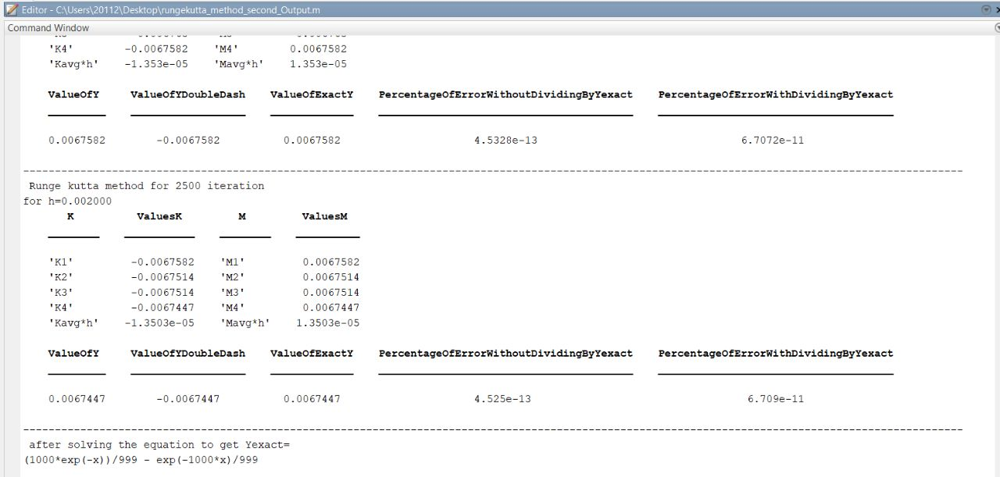 Editor - C:\Users\20112\Desktop\rungekutta_method_second_Output.m
Command Window
'K4' -0.0067582 'M4' 0.0067582
'Kavg*h' -1.353e-05 'Mavg*h' 1.353e-05
ValueOfY ValueOfYDoubleDash ValueOfExactY PercentageOfErrorWithoutDividingByYexact PercentageOfErrorWithDividingByYexact
0.0067582 -0.0067582 0.0067582 4.5328e-13 6.7072e-11
Runge kutta method for 2500 iteration
for h=0.002000
K ValuesK M ValuesM
'K1' -0.0067582 'M1' 0.0067582
'K2' -0.0067514 'M2' 0.0067514
'K3' -0.0067514 'M3' 0.0067514
'K4' -0.0067447 'M4' 0.0067447
'Kavg*h' -1.3503e-05 'Mavg*h' 1.3503e-05
ValueOfY ValueOfYDoubleDash ValueOfExactY PercentageOfErrorWithoutDividingByYexact PercentageOfErrorWithDividingByYexact
0.0067447 -0.0067447 0.0067447 4.525e-13 6.709e-11
after solving the equation to get Yexact=
(1000*exp(-x))/999 - exp(-1000*x)/999